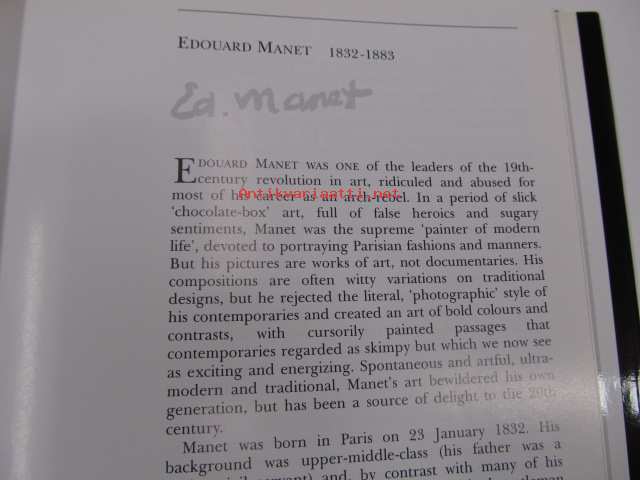 EDOUARD MANET 1832-1883
Ed. Manet
EDOUARD MANET WAS ONE of the leaders of the 19th-
century revolution in art, ridiculed and abused for
Antikvariaatti.net
most of his career as an arch-rebel. In a period of slick
'chocolate-box' art, full of false heroics and sugary
sentiments, Manet was the supreme 'painter of modern
life', devoted to portraying Parisian fashions and manners.
But his pictures are works of art, not documentaries. His
compositions are often witty variations on traditional
designs, but he rejected the literal, 'photographic' style of
his contemporaries and created an art of bold colours and
contrasts, with cursorily painted passages that
contemporaries regarded as skimpy but which we now see
as exciting and energizing. Spontaneous and artful, ultra-
modern and traditional, Manet's art bewildered his own
generation, but has been a source of delight to the 20th
century.
Manet was born in Paris on 23 January 1832. His
background was upper-middle-class (his father was a
servant) and, by contrast with many of his